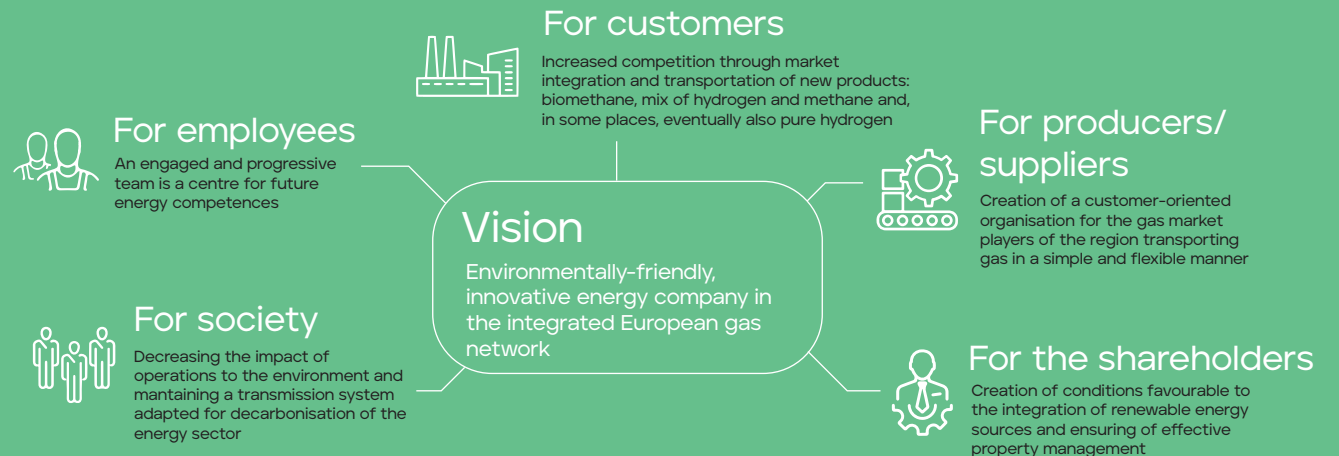 For customers
Increased competition through market
integration and transportation of new products:
biomethane, mix of hydrogen and methane and,
in some places, eventually also pure hydrogen
For employees
An engaged and progressive
team is a centre for future
energy competences
For producers/
suppliers
Creation of a customer-oriented
organisation for the gas market
players of the region transporting
gas in a simple and flexible manner
Vision
Environmentally-friendly,
innovative energy company in
the integrated European gas
network
For society
Decreasing the impact of
operations to the environment and
mantaining a transmission system
adapted for decarbonisation of the
energy sector
For the shareholders
Creation of conditions favourable to
the integration of renewable energy
sources and ensuring of effective
property management